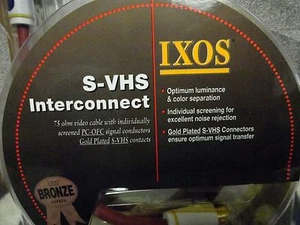 IXOS
S-VHS
Interconnect
75 ohm video cable with individually
screened PC-OFC signal conductors
Gold Plated S-VHS contacts
• Optimum luminance
& color separation
• Individual screening for
excellent noise rejection
• Gold Plated S-VHS Connectors
ensure optimum signal transfer
BRONZE